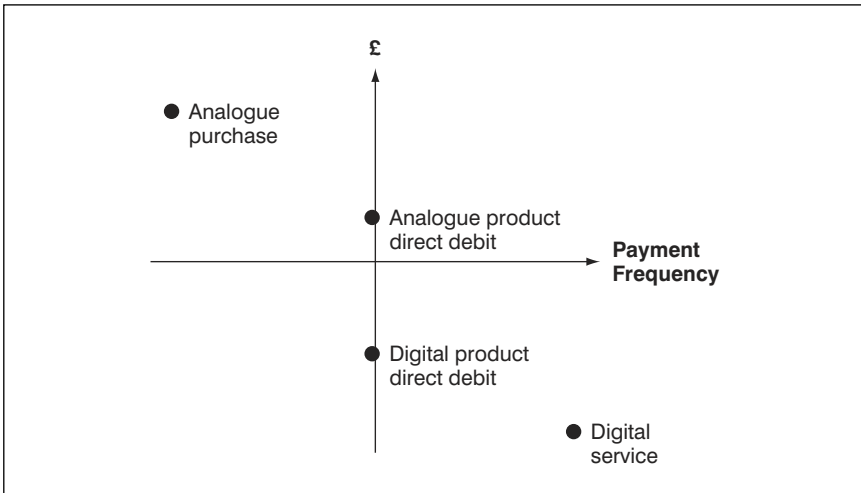 £
Analogue
purchase
Analogue product
direct debit
Payment
Frequency
Digital product
direct debit
Digital
service